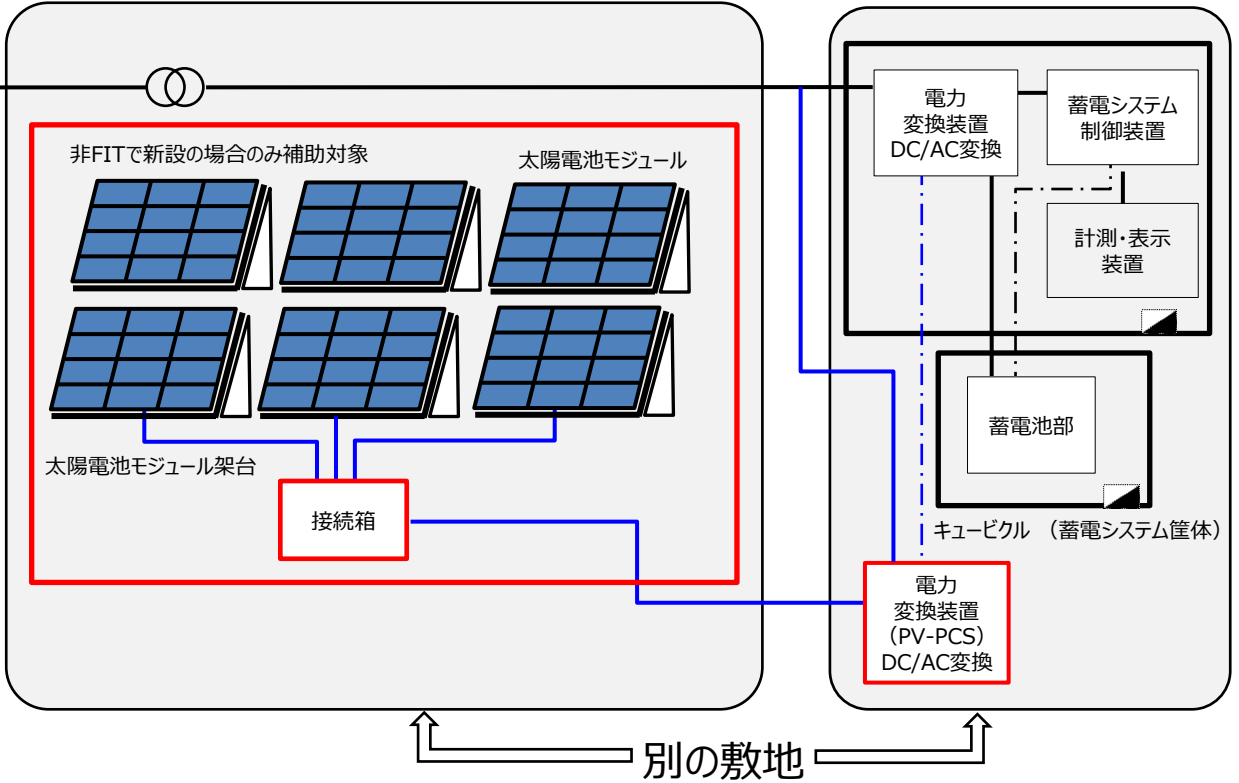 非FITで新設の場合のみ補助対象
太陽電池モジュール
太陽電池モジュール架台
接続箱
電力
変換装置
DC/AC変換
蓄電システム
制御装置
計測・表示
装置
蓄電池部
キュービクル （蓄電システム筐体）
電力
変換装置
（PV-PCS）
DC/AC変換
別の敷地